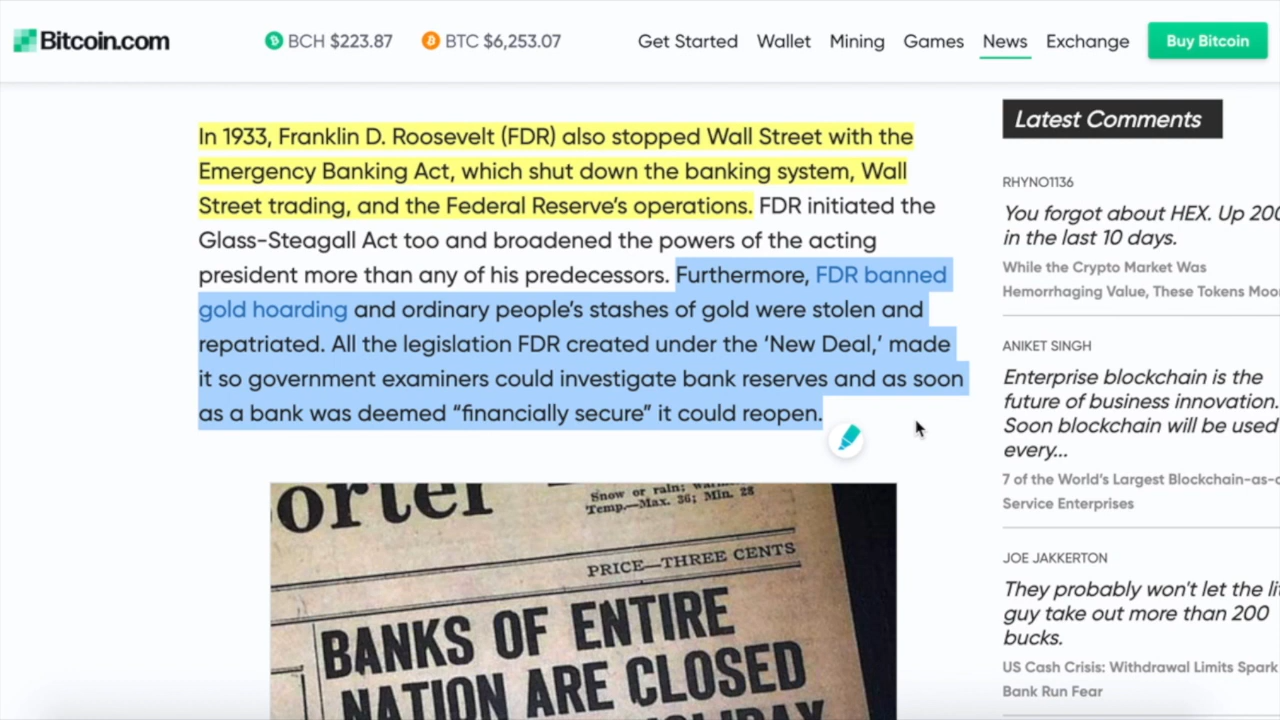 Bitcoin.com
BCH $223.87
BTC $6,253.07
Get Started
Wallet
Mining
Games
News
Exchange
Buy Bitcoin
In 1933, Franklin D. Roosevelt (FDR) also stopped Wall Street with the
Emergency Banking Act, which shut down the banking system, Wall
Street trading, and the Federal Reserve's operations. FDR initiated the
Glass-Steagall Act too and broadened the powers of the acting
president more than any of his predecessors. Furthermore, FDR banned
gold hoarding and ordinary people's stashes of gold were stolen and
repatriated. All the legislation FDR created under the 'New Deal,' made
it so government examiners could investigate bank reserves and as soon
as a bank was deemed “financially secure” it could reopen.
orter
Snow or rain;
Temp.—Max. 36; Min. 28
PRICE—THREE CENTS
BANKS OF ENTIRE
NATION ARE CLOSED
Latest Comments
RHYNO1136
You forgot about HEX. Up 200
in the last 10 days.
While the Crypto Market Was
Hemorrhaging Value, These Tokens Moo
ANIKET SINGH
Enterprise blockchain is the
future of business innovation.
Soon blockchain will be used
every...
7 of the World's Largest Blockchain-as-
Service Enterprises
JOE JAKKERTON
They probably won't let the li
guy take out more than 200
bucks.
US Cash Crisis: Withdrawal Limits Spark
Bank Run Fear